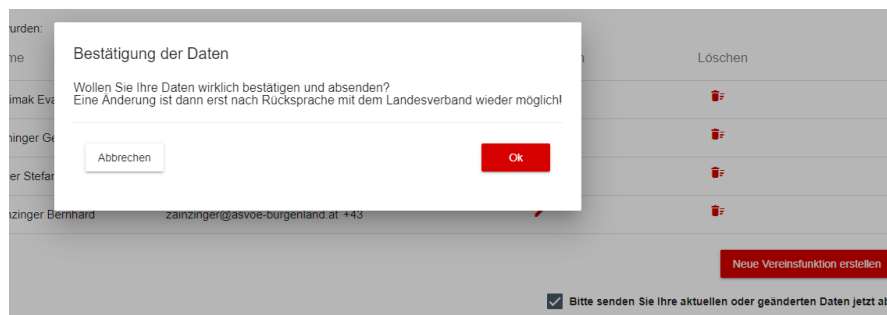 wurden:
Bestätigung der Daten
Löschen
Wollen Sie Ihre Daten wirklich bestätigen und absenden?
Eine Änderung ist dann erst nach Rücksprache mit dem Landesverband wieder möglich!
Abbrechen
Ok
Bernhard zainzinger@asvoe-burgenland.at +43
Neue Vereinsfunktion erstellen
Bitte senden Sie Ihre aktuellen oder geänderten Daten jetzt ab